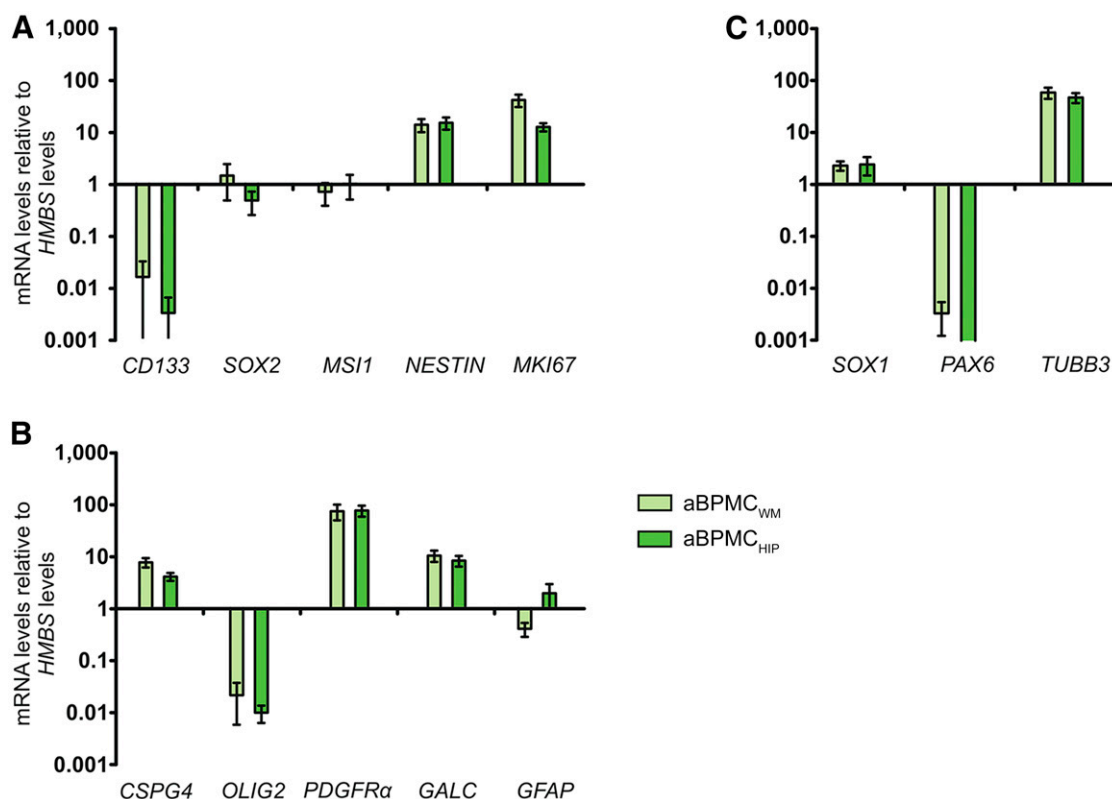 A
1,000
100
10
1
0.1
0.01
0.001
mRNA levels relative to
HMBS levels
CD133 SOX2 MSI1 NESTIN MKI67
C
1,000
100
10
1
0.1
0.01
0.001
SOX1 PAX6 TUBB3
B
1,000
100
10
1
0.1
0.01
0.001
mRNA levels relative to
HMBS levels
CSPG4 OLIG2 PDGFRα GALC GFAP
aBPMCWM
aBPMCHIP